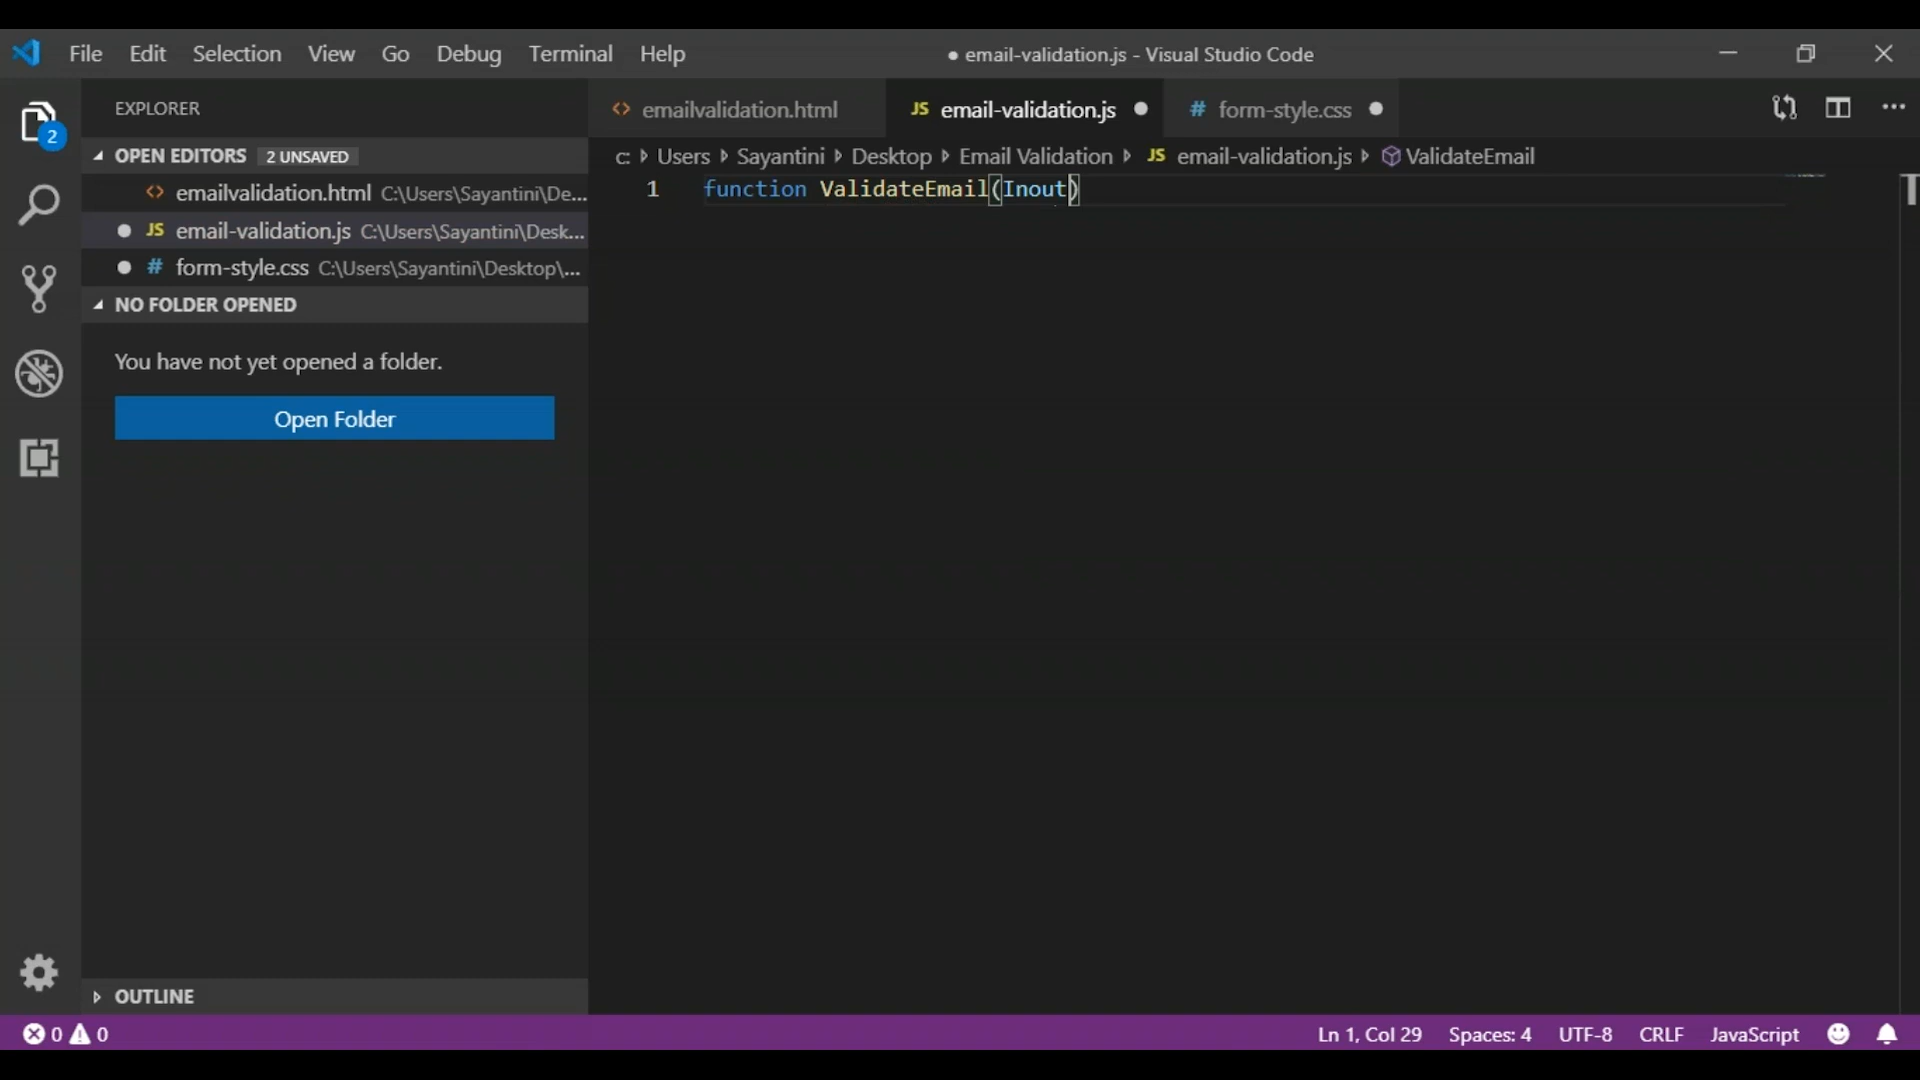 File Edit Selection View Go Debug Terminal Help ● email-validation.js - Visual Studio Code
EXPLORER
<> emailvalidation.html JS email-validation.js ● # form-style.css ●
2
OPEN EDITORS 2 UNSAVED
c: Users Sayantini Desktop Email Validation JS email-validation.js ValidateEmail
<> emailvalidation.html C:\Users\Sayantini\De...
● JS email-validation.js C:\Users\Sayantini\Desk...
● # form-style.css C:\Users\Sayantini\Desktop\...
1 function ValidateEmail(Inout)
NO FOLDER OPENED
You have not yet opened a folder.
Open Folder
OUTLINE
0 0 Ln 1, Col 29 Spaces: 4 UTF-8 CRLF JavaScript